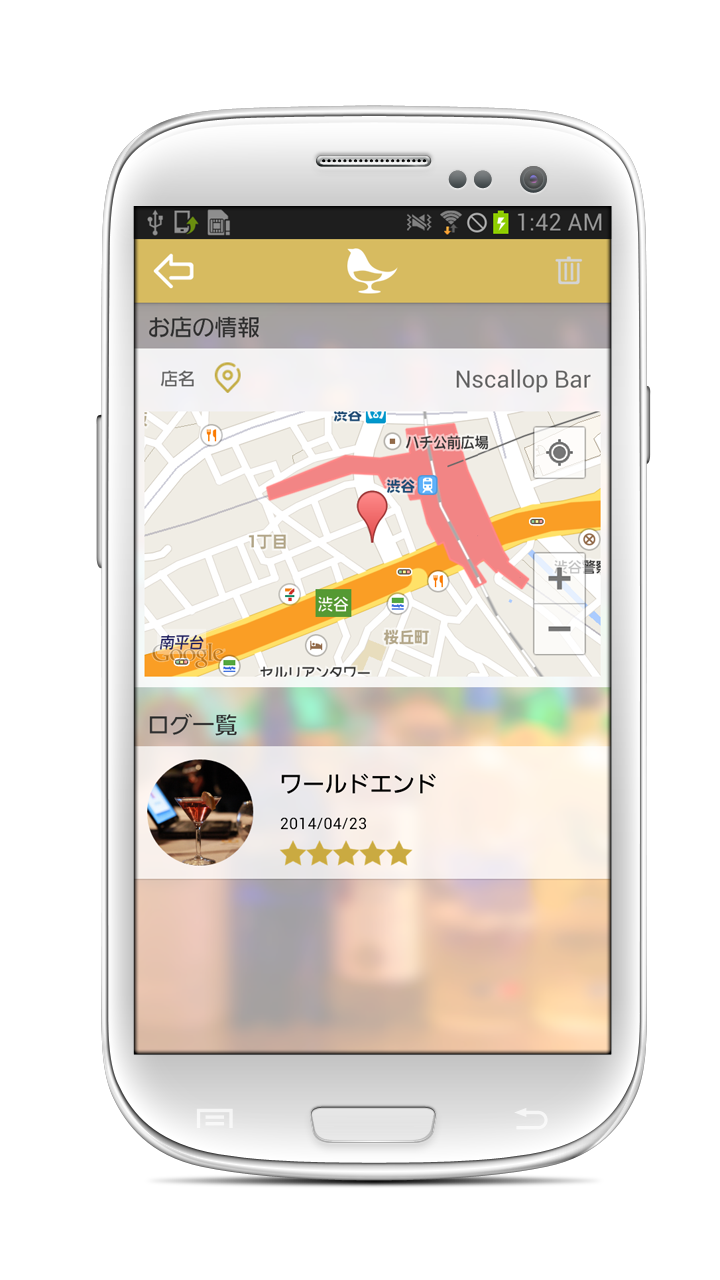 1:42 AM
お店の情報
店名
Nscallop Bar
渋谷
ハチ公前広場
渋谷
1丁目
渋谷警察
渋谷
桜丘町
南平台
Google
セルリアンタワー
ログ一覧
ワールドエンド
2014/04/23